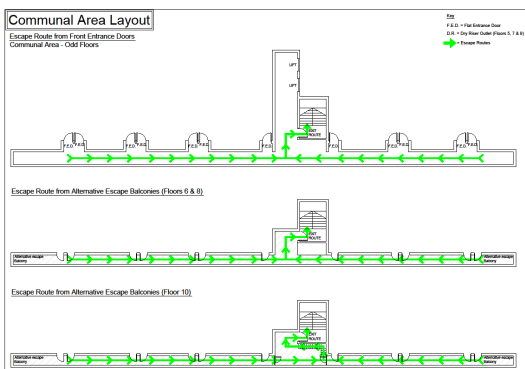 Communal Area Layout
Escape Route from Front Entrance Doors
Communal Area - Odd Floors
Key
F.E.D. = Flat Entrance Door
D.R. = Dry Riser Outlet (Floors 5, 7 & 9)
= Escape Routes
LIFT
LIFT
EXIT
ROUTE
F.E.D. F.E.D. F.E.D. F.E.D. F.E.D. F.E.D. F.E.D. F.E.D. F.E.D. F.E.D. F.E.D. F.E.D.
Escape Route from Alternative Escape Balconies (Floors 6 & 8)
EXIT
ROUTE
Alternative escape
Balcony
Alternative escape
Balcony
Escape Route from Alternative Escape Balconies (Floor 10)
EXIT
ROUTE
Alternative escape
Balcony
Alternative escape
Balcony